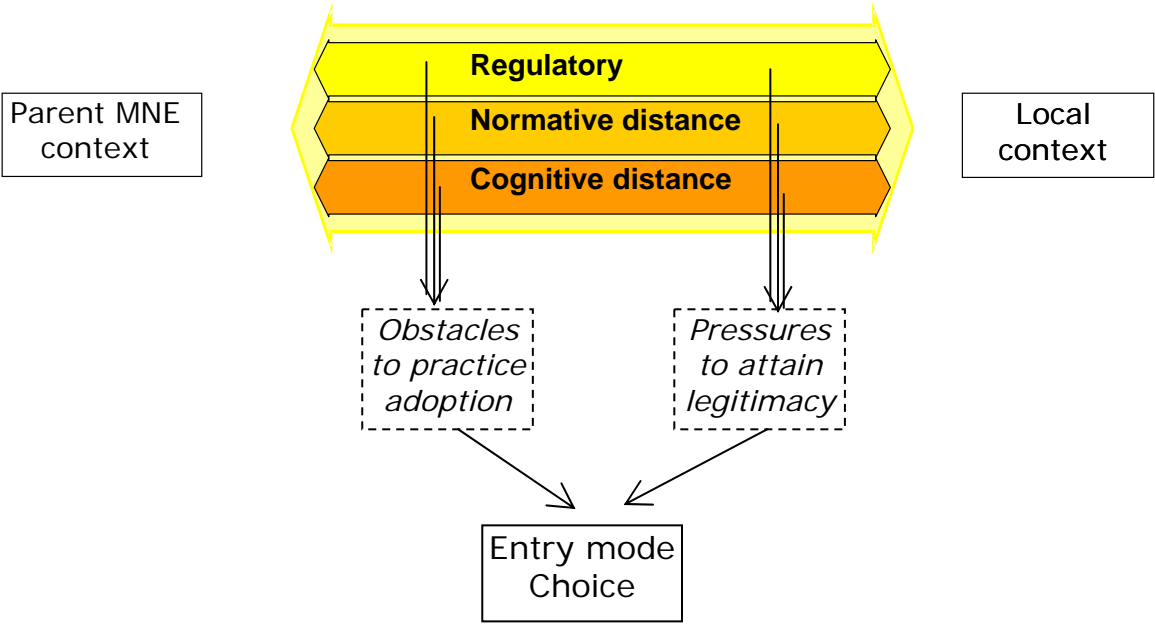 Regulatory
Parent MNE
context
Normative distance
Local
context
Cognitive distance
Obstacles
to practice
adoption
Pressures
to attain
legitimacy
Entry mode
Choice